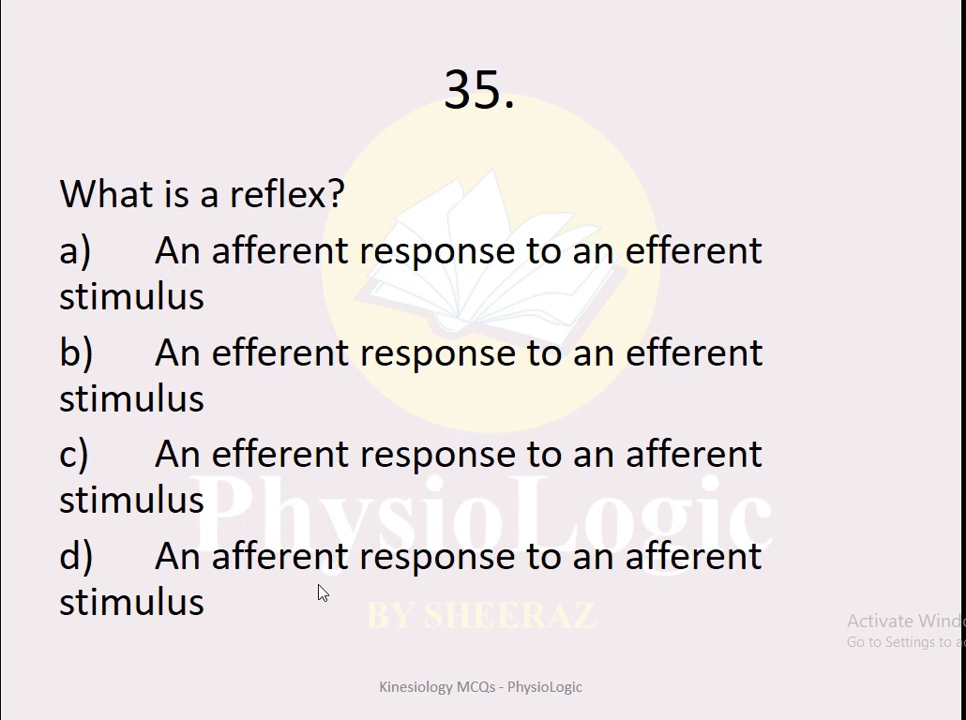 35.
What is a reflex?
a) An afferent response to an efferent
stimulus
b) An efferent response to an efferent
stimulus
c) An efferent response to an afferent
stimulus
d) An afferent response to an afferent
stimulus
PhysioLogic
BY SHEERAZ
Activate Windo
Go to Settings to a
Kinesiology MCQs - PhysioLogic